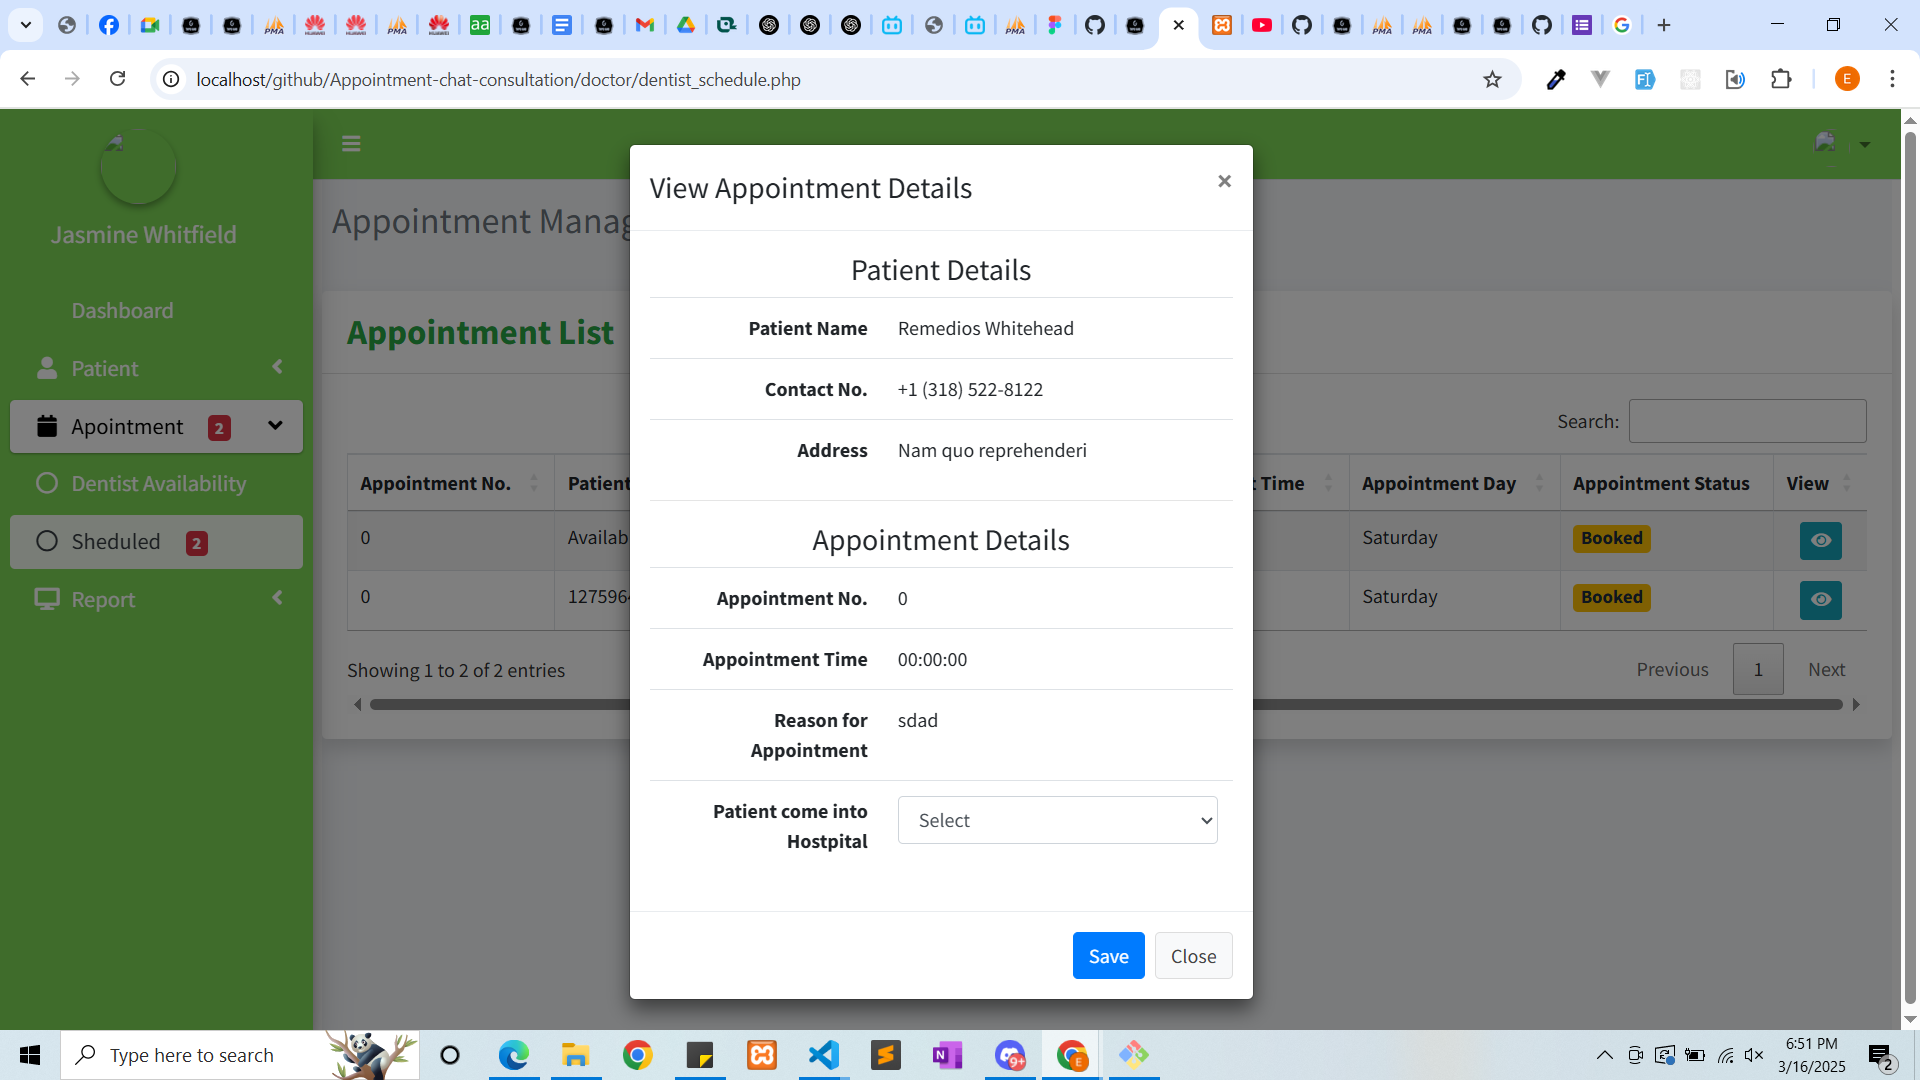 localhost/github/Appointment-chat-consultation/doctor/dentist_schedule.php
E
Jasmine Whitfield
Dashboard
Patient
Apointment 2
Dentist Availability
Sheduled 2
Report
Appointment Manag
Appointment List
Search:
Appointment No. Patient Time Appointment Day Appointment Status View
0 Availab Saturday Booked
0 127596 Saturday Booked
Showing 1 to 2 of 2 entries
Previous 1 Next
View Appointment Details
×
Patient Details
Patient Name Remedios Whitehead
Contact No. +1 (318) 522-8122
Address Nam quo reprehenderi
Appointment Details
Appointment No. 0
Appointment Time 00:00:00
Reason for sdad
Appointment
Patient come into Select
Hostpital
Save Close
Type here to search
9+
6:51 PM
3/16/2025
2